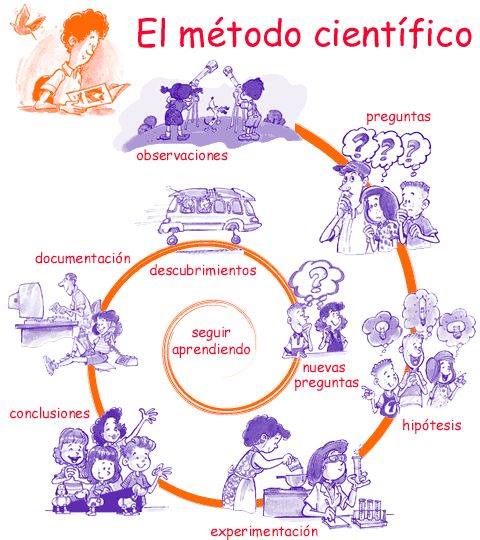 El método científico
preguntas
observaciones
documentación
descubrimientos
seguir
aprendiendo
nuevas
preguntas
conclusiones
hipótesis
experimentación